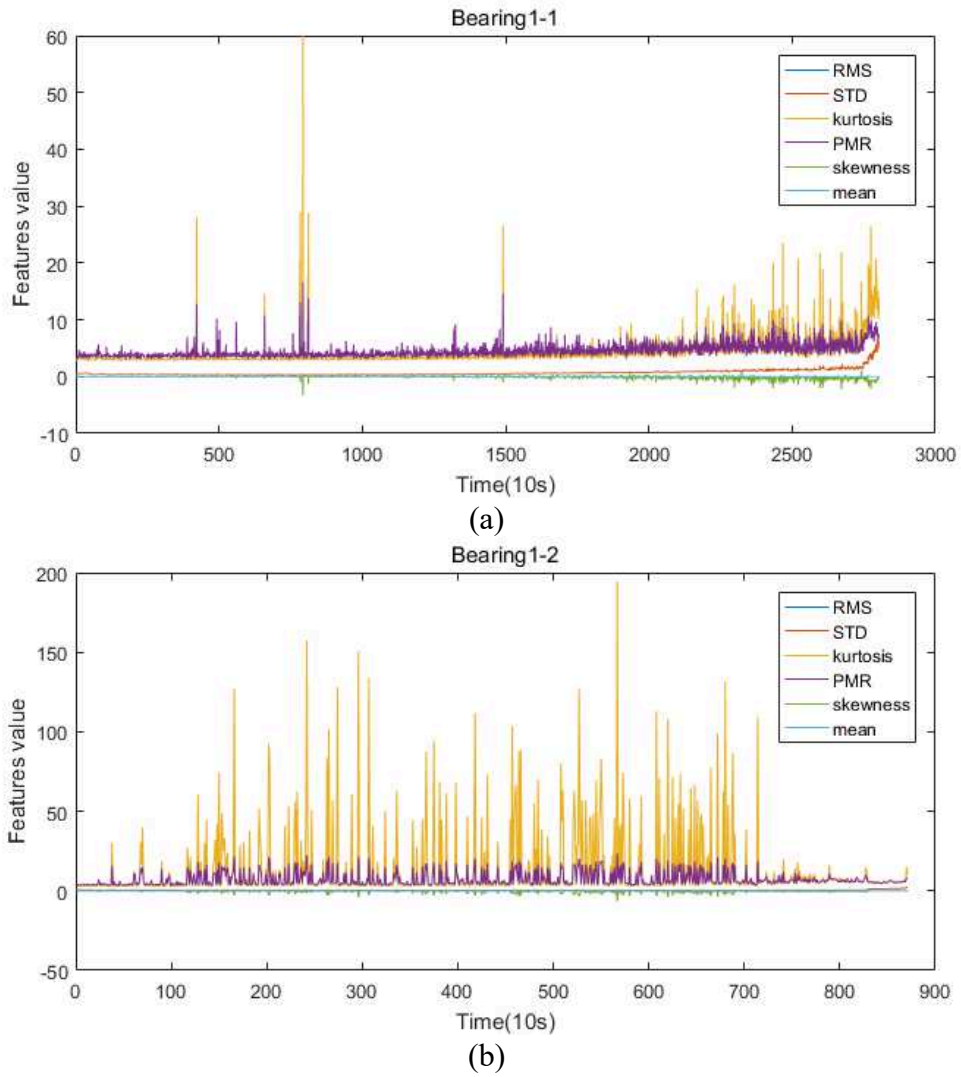 Bearing1-1
60
50
40
30
20
10
0
-10
Features value
RMS
STD
kurtosis
PMR
skewness
mean
0 500 1000 1500 2000 2500 3000
Time(10s)
(a)
Bearing1-2
200
150
100
50
0
-50
Features value
RMS
STD
kurtosis
PMR
skewness
mean
0 100 200 300 400 500 600 700 800 900
Time(10s)
(b)